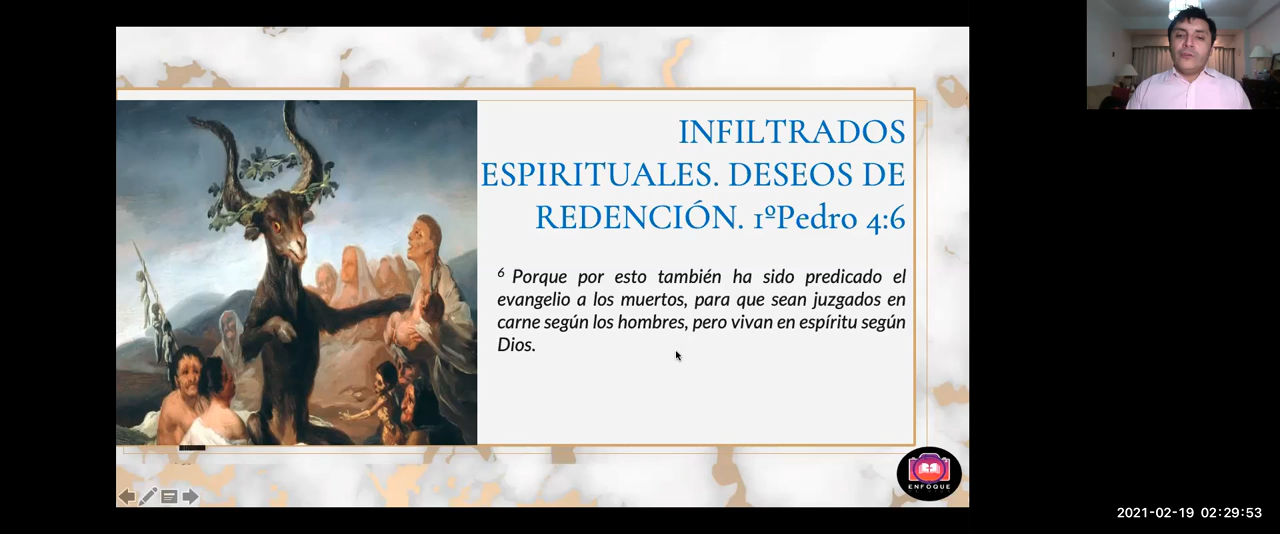 INFILTRADOS
ESPIRITUALES. DESEOS DE
REDENCIÓN. 1ºPedro 4:6
6 Porque por esto también ha sido predicado el
evangelio a los muertos, para que sean juzgados en
carne según los hombres, pero vivan en espíritu según
Dios.
ENFOQUE
2021-02-19 02:29:53